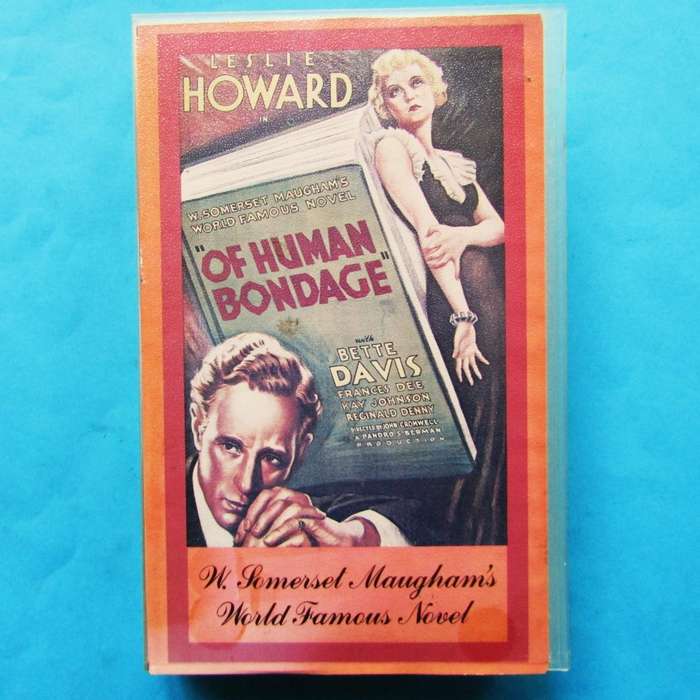 LESLIE
HOWARD
IN
W. SOMERSET MAUGHAM'S
WORLD FAMOUS NOVEL
"OF HUMAN
BONDAGE"
with
BETTE
DAVIS
FRANCES DEE
KAY JOHNSON
REGINALD DENNY
DIRECTED BY JOHN CROMWELL
A PANDRO S. BERMAN
PRODUCTION
W. Somerset Maugham's
World Famous Novel